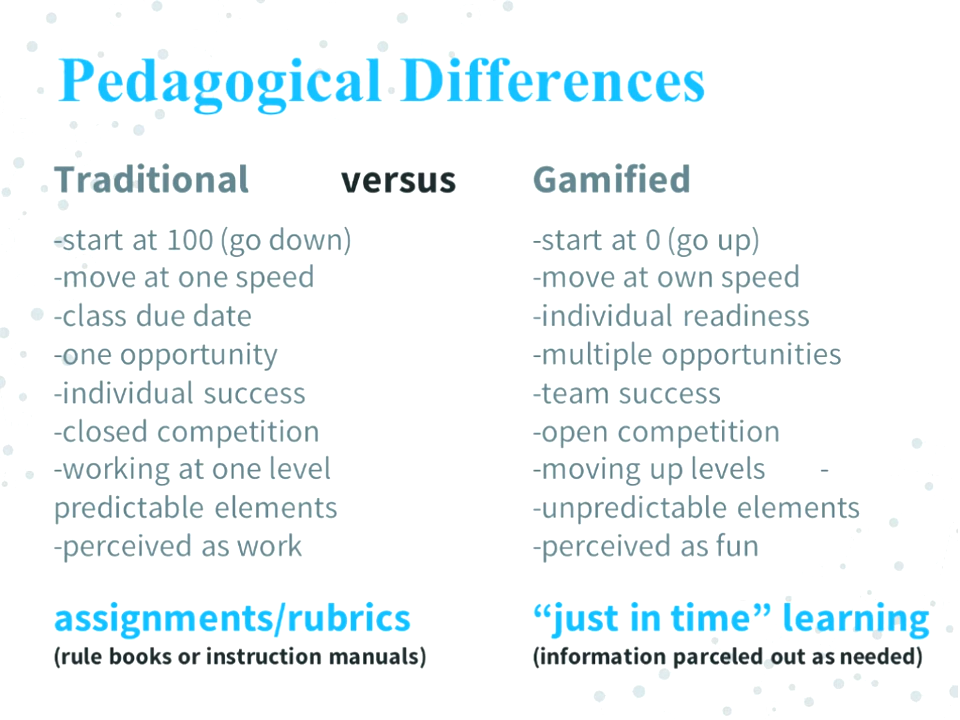 Pedagogical Differences
Traditional versus Gamified
-start at 100 (go down)
-move at one speed
-class due date
-one opportunity
-individual success
-closed competition
-working at one level
predictable elements
-perceived as work
assignments/rubrics
(rule books or instruction manuals)
-start at 0 (go up)
-move at own speed
-individual readiness
-multiple opportunities
-team success
-open competition
-moving up levels -
-unpredictable elements
-perceived as fun
“just in time” learning
(information parceled out as needed)